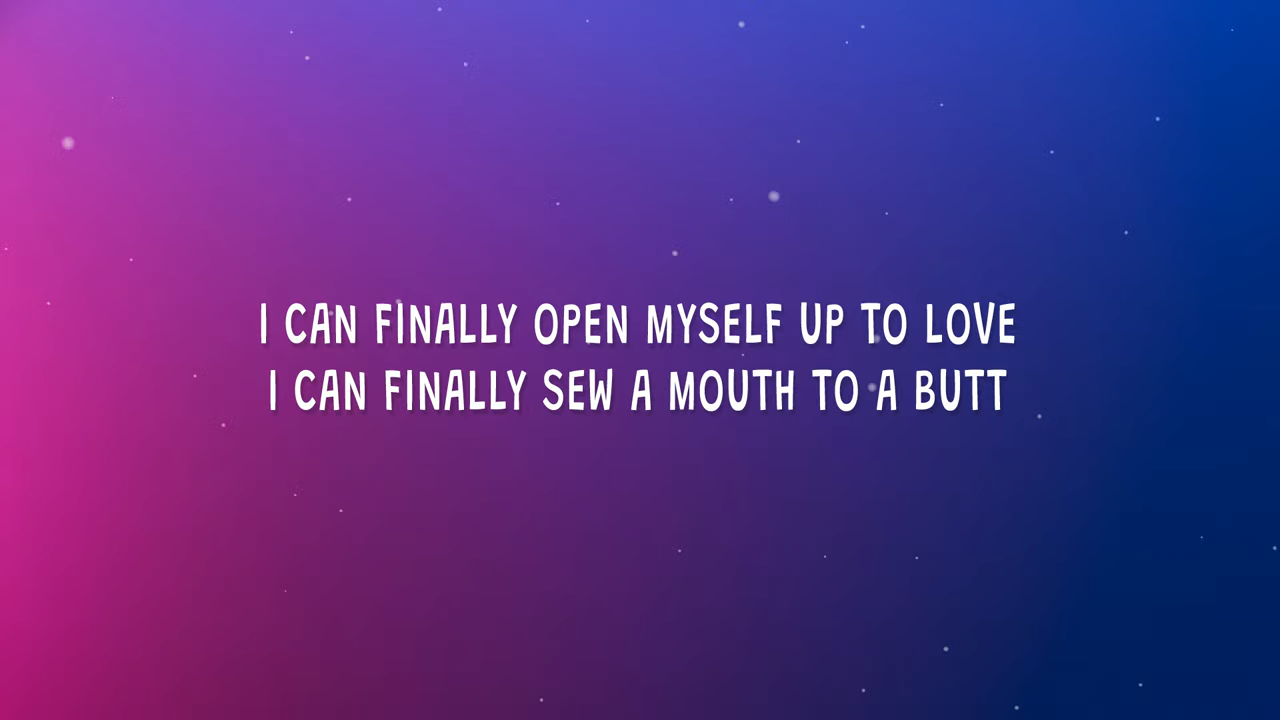 I CAN FINALLY OPEN MYSELF UP TO LOVE
I CAN FINALLY SEW A MOUTH TO A BUTT